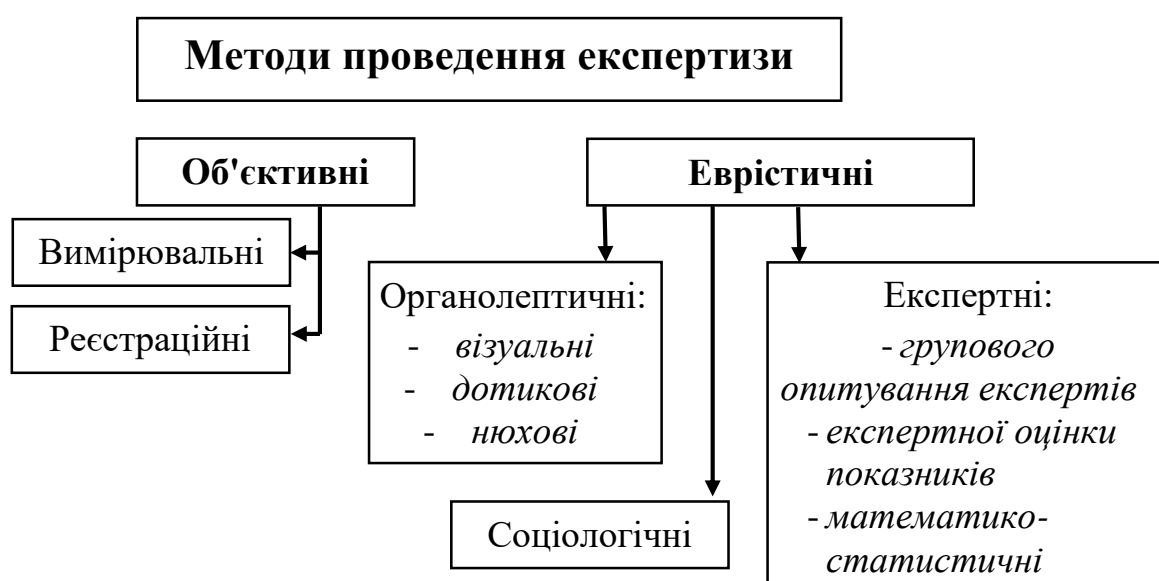 Методи проведення експертизи
Об'єктивні
Еврістичні
Вимірювальні
Реєстраційні
Органолептичні:
- візуальні
- дотикові
- нюхові
Соціологічні
Експертні:
- групового
опитування експертів
- експертної оцінки
показників
- математико-
статистичні